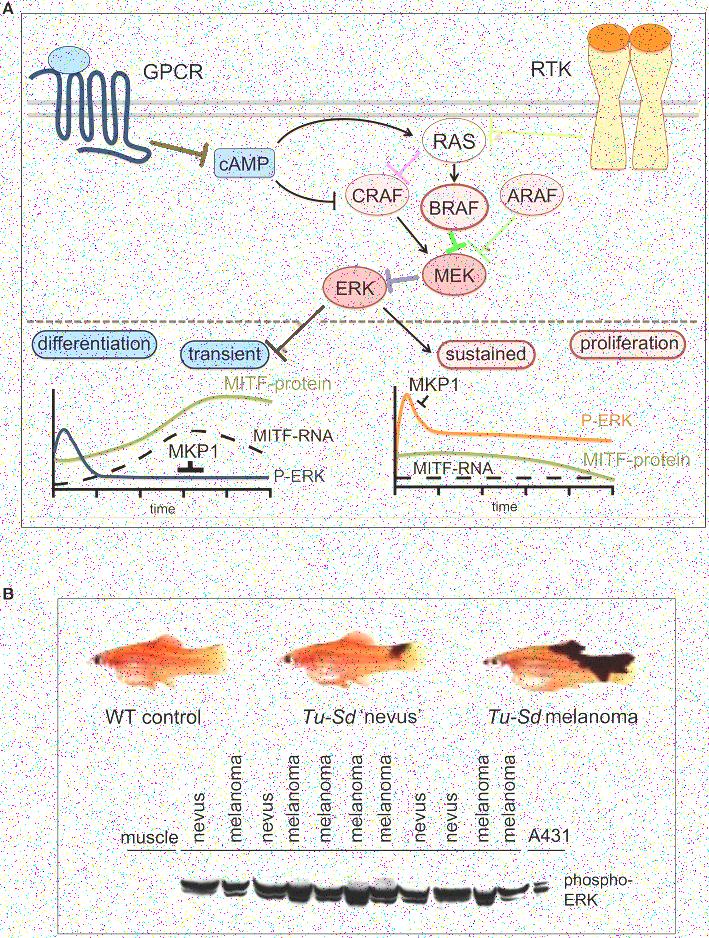 A
GPCR
RTK
cAMP
RAS
CRAF
BRAF
ARAF
MEK
ERK
differentiation
transient
sustained
proliferation
MITF-protein
MITF-RNA
MKP1
P-ERK
time
MKP1
P-ERK
MITF-protein
MITF-RNA
time
B
WT control
Tu-Sd 'nevus'
Tu-Sd melanoma
muscle
nevus
melanoma
nevus
melanoma
melanoma
melanoma
melanoma
nevus
nevus
melanoma
melanoma
A431
phospho-
ERK